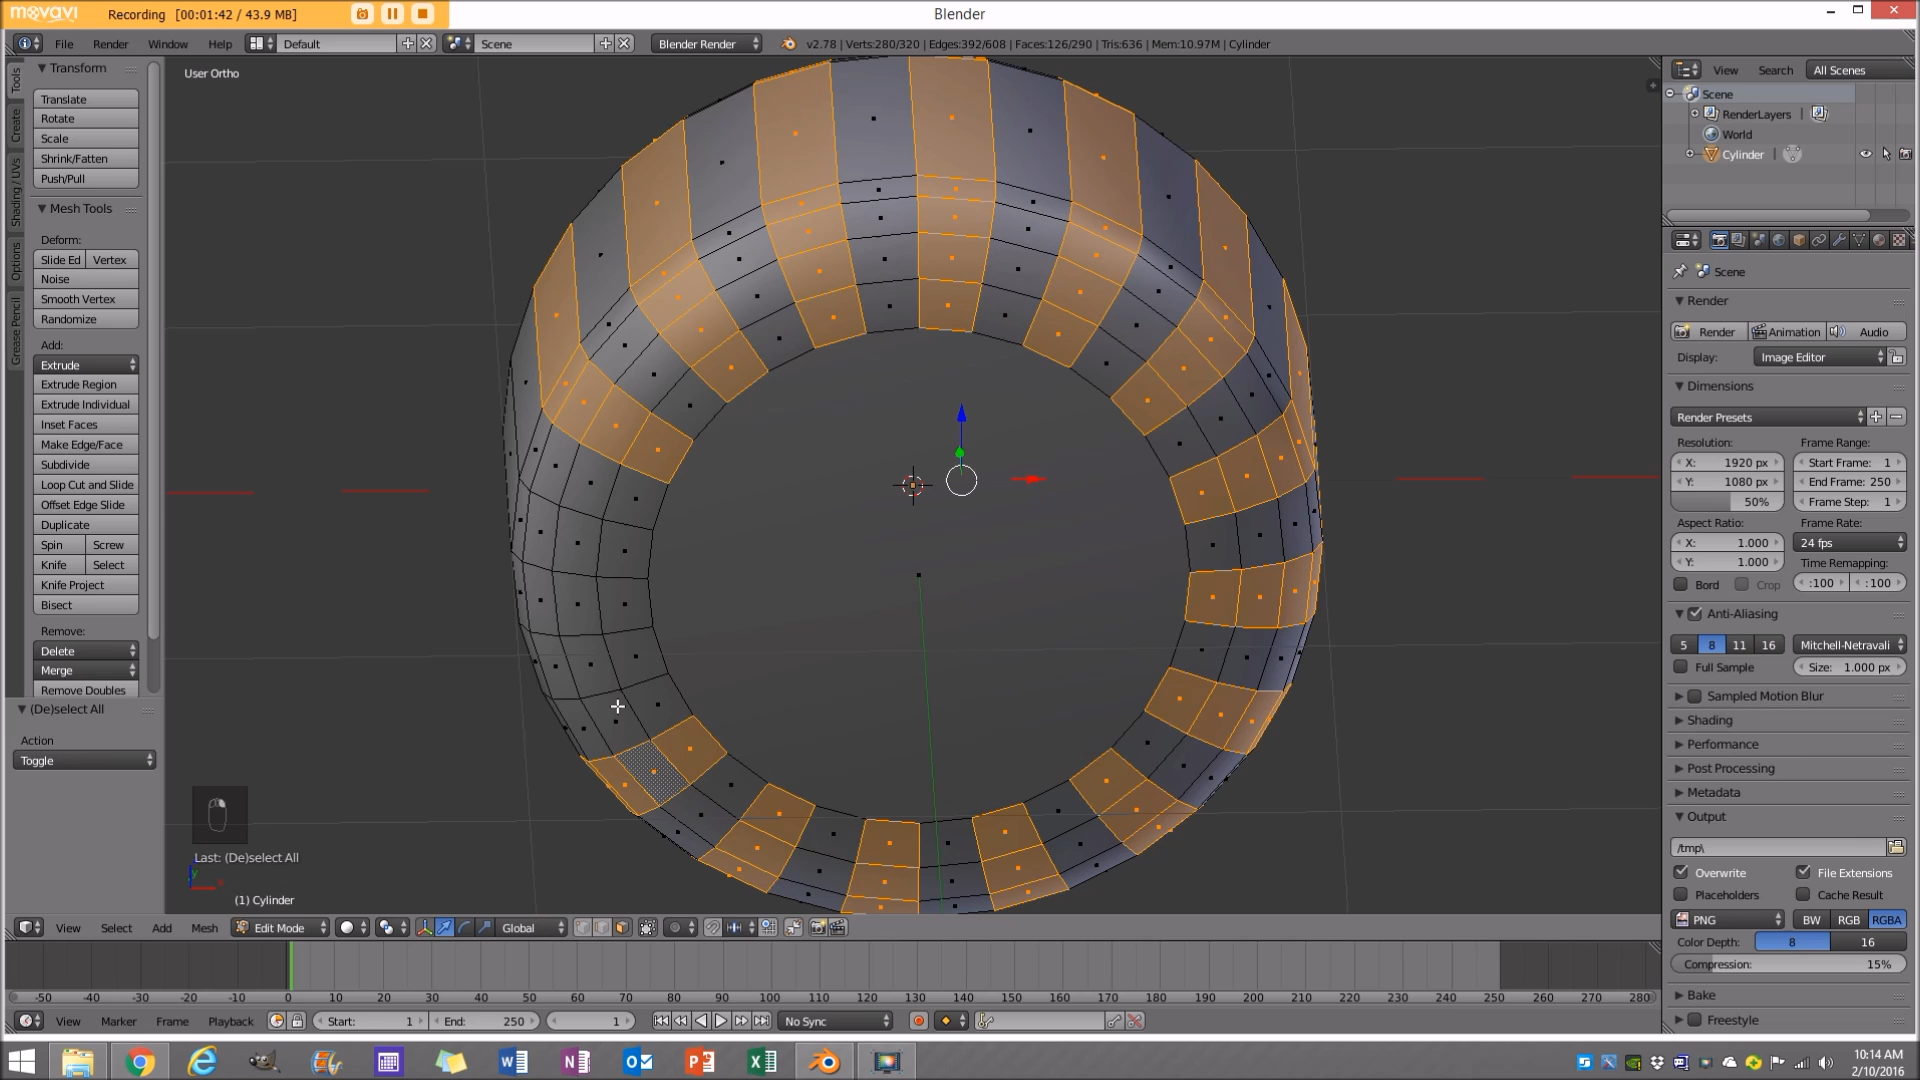 movavi
Recording [00:01:42 / 43.9 MB]
Blender
File Render Window Help Default Scene Blender Render v2.78 | Verts:280/320 | Edges:392/608 | Faces:126/290 | Tris:636 | Mem:10.97M | Cylinder
Tools
Create
Shading / UVs
Options
Grease Pencil
Transform
Translate
Rotate
Scale
Shrink/Fatten
Push/Pull
Mesh Tools
Deform:
Slide Ed Vertex
Noise
Smooth Vertex
Randomize
Add:
Extrude
Extrude Region
Extrude Individual
Inset Faces
Make Edge/Face
Subdivide
Loop Cut and Slide
Offset Edge Slide
Duplicate
Spin Screw
Knife Select
Knife Project
Bisect
Remove:
Delete
Merge
Remove Doubles
(De)select All
Action
Toggle
User Ortho
Last: (De)select All
(1) Cylinder
View Select Add Mesh Edit Mode Global
-50 -40 -30 -20 -10 0 10 20 30 40 50 60 70 80 90 100 110 120 130 140 150 160 170 180 190 200 210 220 230 240 250 260 270 280
View Marker Frame Playback Start: 1 End: 250 1 No Sync
View Search All Scenes
Scene
RenderLayers |
World
Cylinder |
Scene
Render
Render Animation Audio
Display: Image Editor
Dimensions
Render Presets
Resolution: Frame Range:
X: 1920 px Start Frame: 1
Y: 1080 px End Frame: 250
50% Frame Step: 1
Aspect Ratio: Frame Rate:
X: 1.000 24 fps
Y: 1.000 Time Remapping:
Bord Crop :100 :100
Anti-Aliasing
5 8 11 16 Mitchell-Netravali
Full Sample Size: 1.000 px
Sampled Motion Blur
Shading
Performance
Post Processing
Metadata
Output
/tmp\
Overwrite File Extensions
Placeholders Cache Result
PNG BW RGB RGBA
Color Depth: 8 16
Compression: 15%
Bake
Freestyle
10:14 AM
2/10/2016